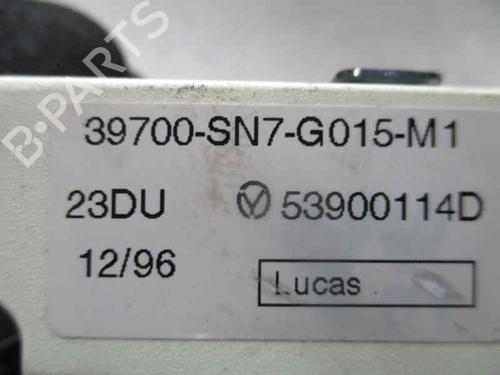 39700-SN7-G015-M1
23DU V 53900114D
12/96
Lucas
B-Parts